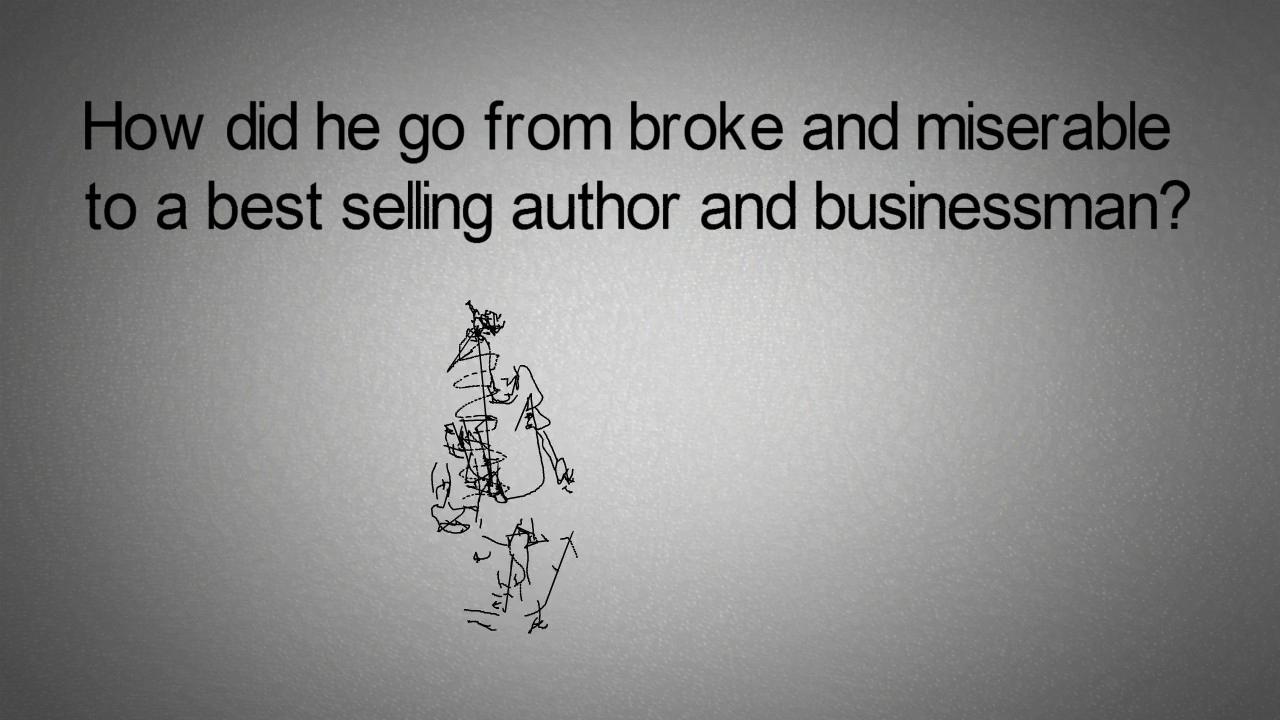 How did he go from broke and miserable
to a best selling author and businessman?